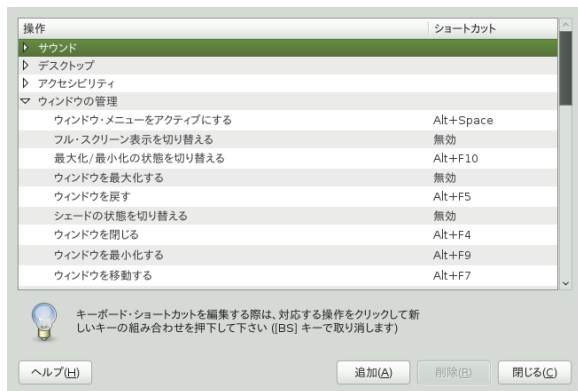 操作 ショートカット
サウンド
デスクトップ
アクセシビリティ
ウィンドウの管理
ウィンドウ・メニューをアクティブにする Alt+Space
フル・スクリーン表示を切り替える 無効
最大化/最小化の状態を切り替える Alt+F10
ウィンドウを最大化する 無効
ウィンドウを戻す Alt+F5
シェードの状態を切り替える 無効
ウィンドウを閉じる Alt+F4
ウィンドウを最小化する Alt+F9
ウィンドウを移動する Alt+F7
キーボード・ショートカットを編集する際は、対応する操作をクリックして新
しいキーの組み合わせを押下して下さい ([BS] キーで取り消します)
ヘルプ(H) 追加(A) 削除(R) 閉じる(C)